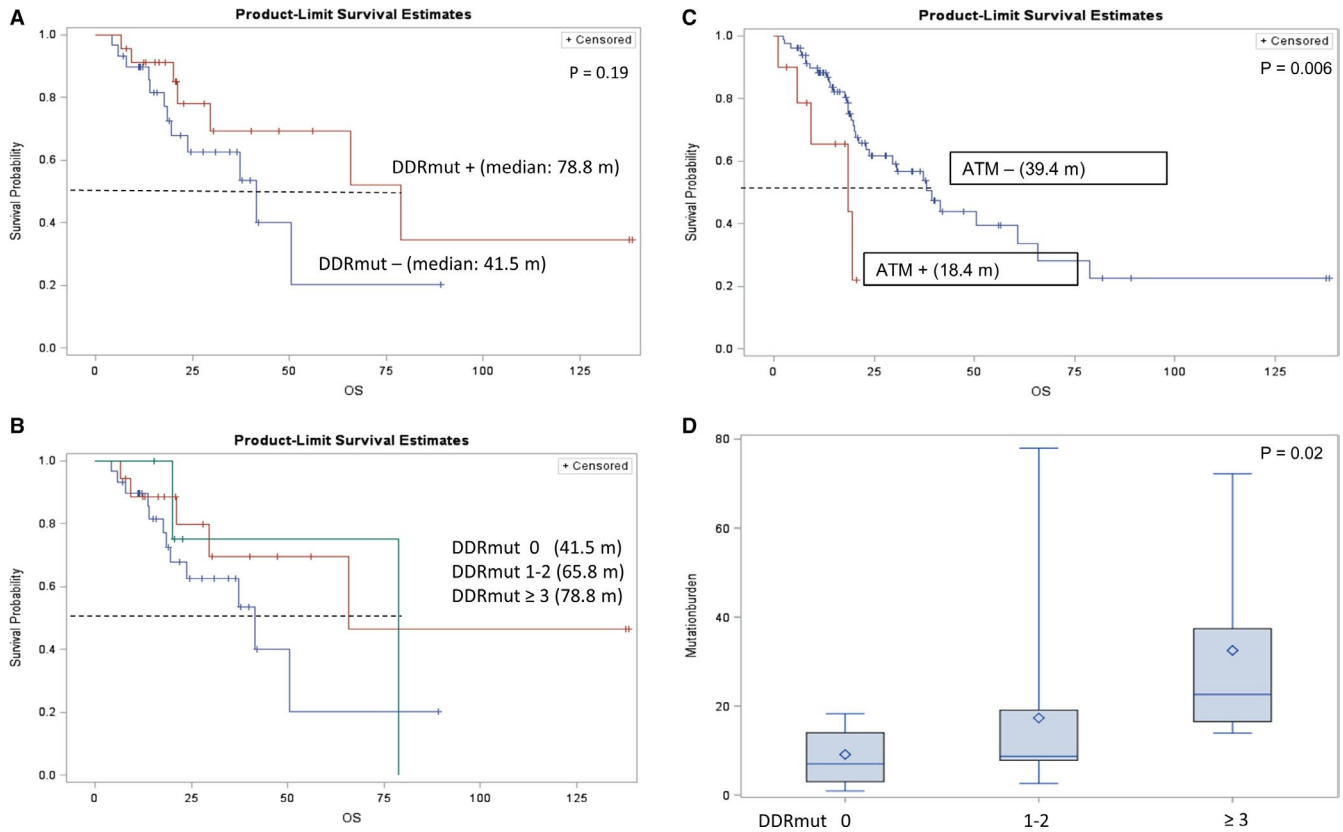 A
Product-Limit Survival Estimates
+ Censored
P = 0.19
1.0
0.8
0.6
0.4
0.2
0.0
Survival Probability
DDRmut + (median: 78.8 m)
DDRmut – (median: 41.5 m)
0 25 50 75 100 125
OS
B
Product-Limit Survival Estimates
+ Censored
1.0
0.8
0.6
0.4
0.2
0.0
Survival Probability
DDRmut 0 (41.5 m)
DDRmut 1-2 (65.8 m)
DDRmut ≥ 3 (78.8 m)
0 25 50 75 100 125
OS
C
Product-Limit Survival Estimates
+ Censored
P = 0.006
1.0
0.8
0.6
0.4
0.2
0.0
Survival Probability
ATM – (39.4 m)
ATM + (18.4 m)
0 25 50 75 100 125
OS
D
P = 0.02
80
60
40
20
0
Mutationburden
DDRmut 0 1-2 ≥ 3